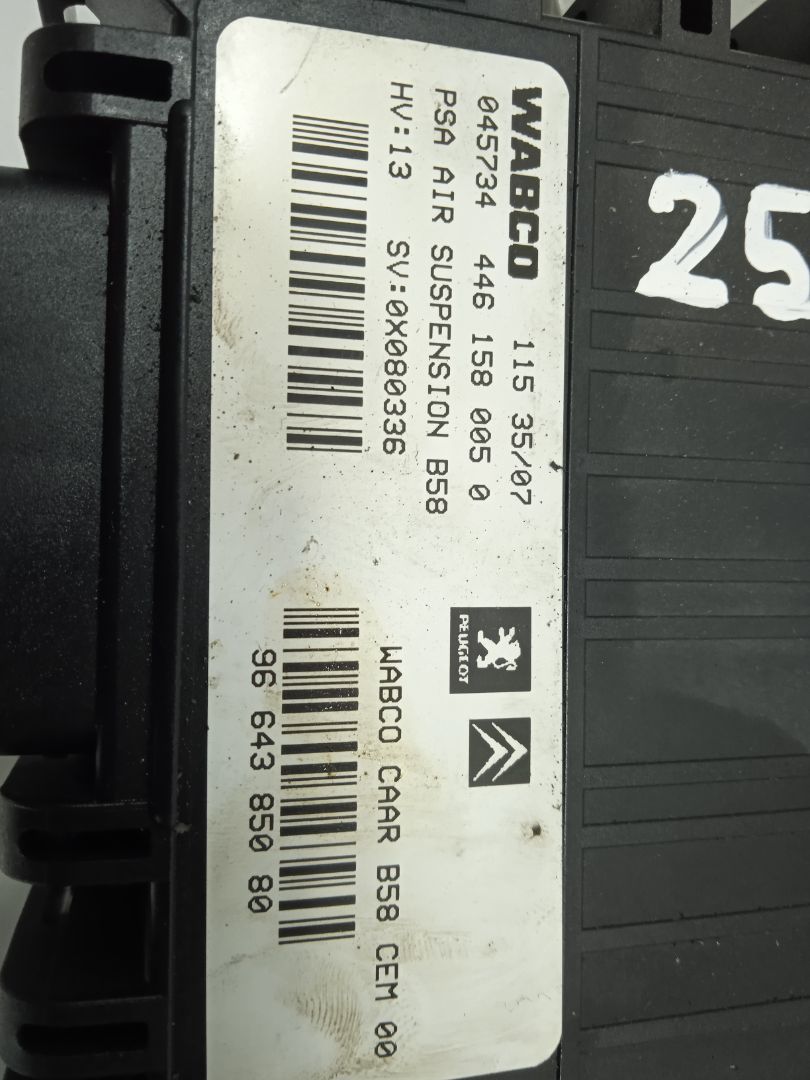 WABCO 115 35/07
045734 446 158 005 0
PSA AIR SUSPENSION B58
HV:13 SV:0X080336
PEUGEOT
WABCO CAAR B58 CEM 00
96 643 850 80
25